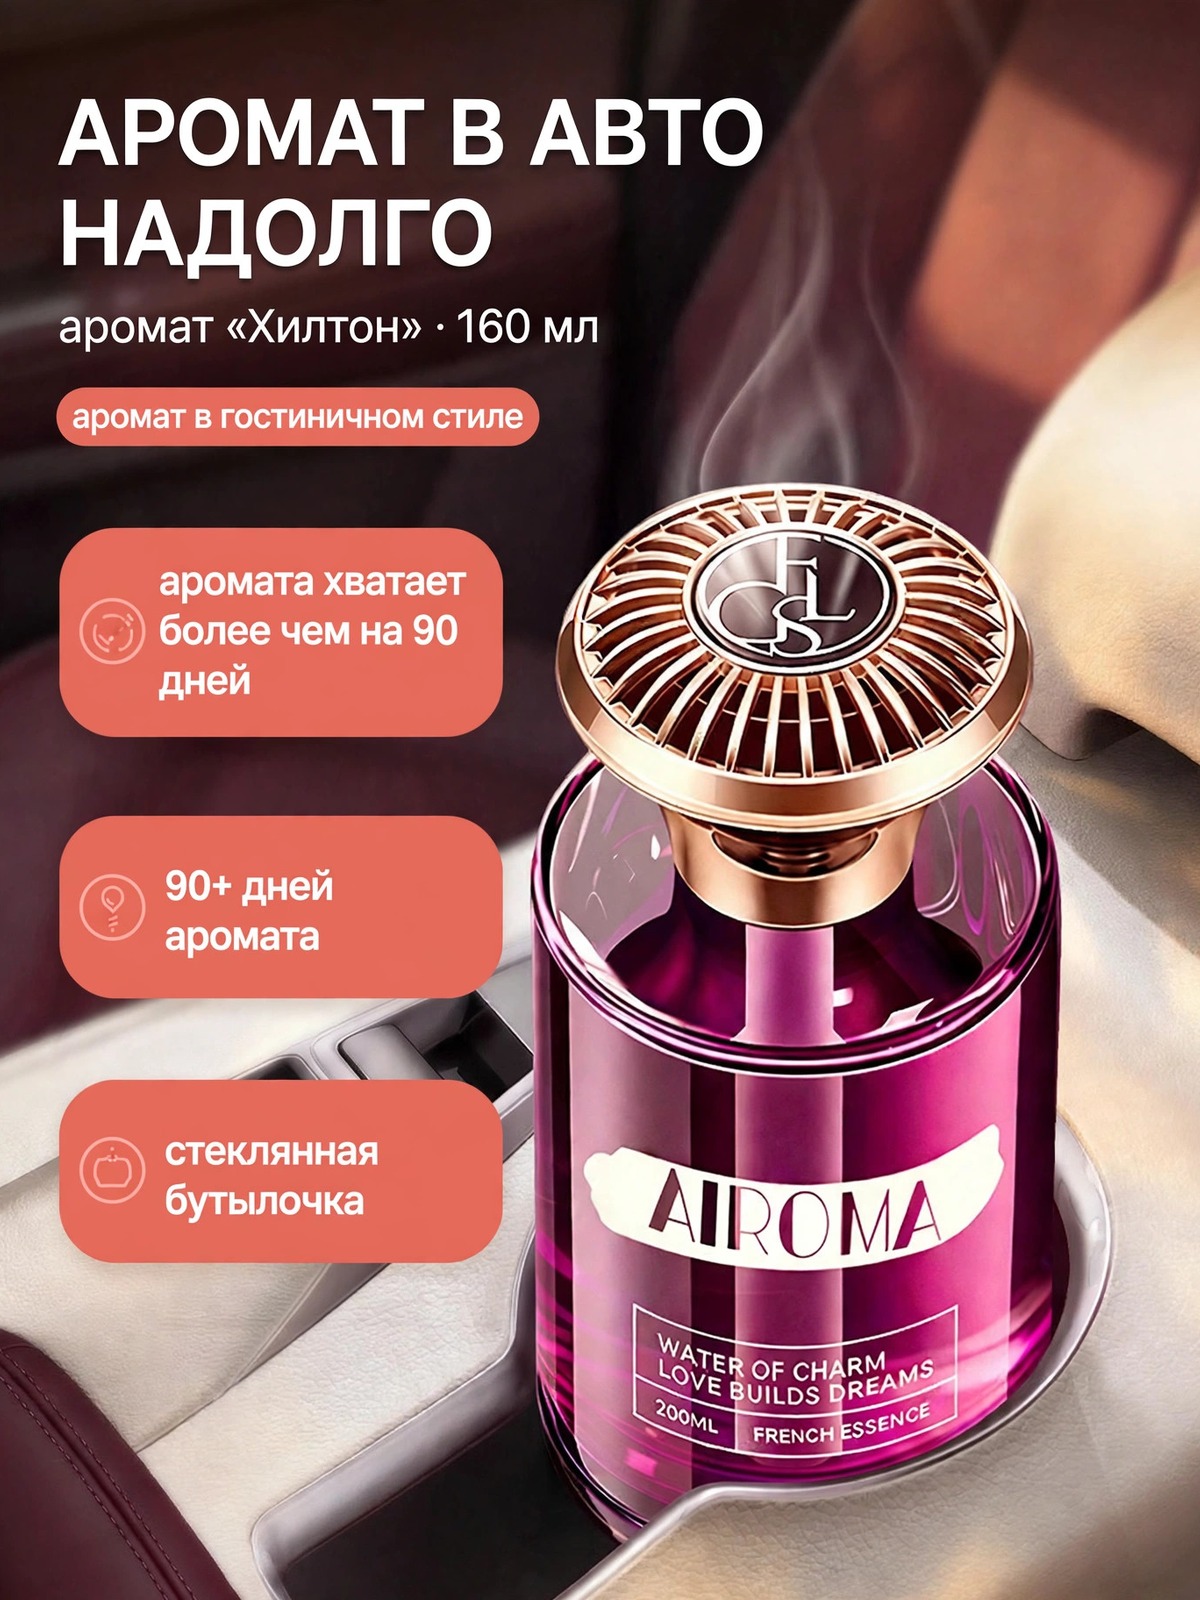 АРОМАТ В АВТО
НАДОЛГО
аромат «Хилтон» · 160 мл
аромат в гостиничном стиле
аромата хватает
более чем на 90
дней
90+ дней
аромата
стеклянная
бутылочка
AIROMA
WATER OF CHARM
LOVE BUILDS DREAMS
200ML FRENCH ESSENCE